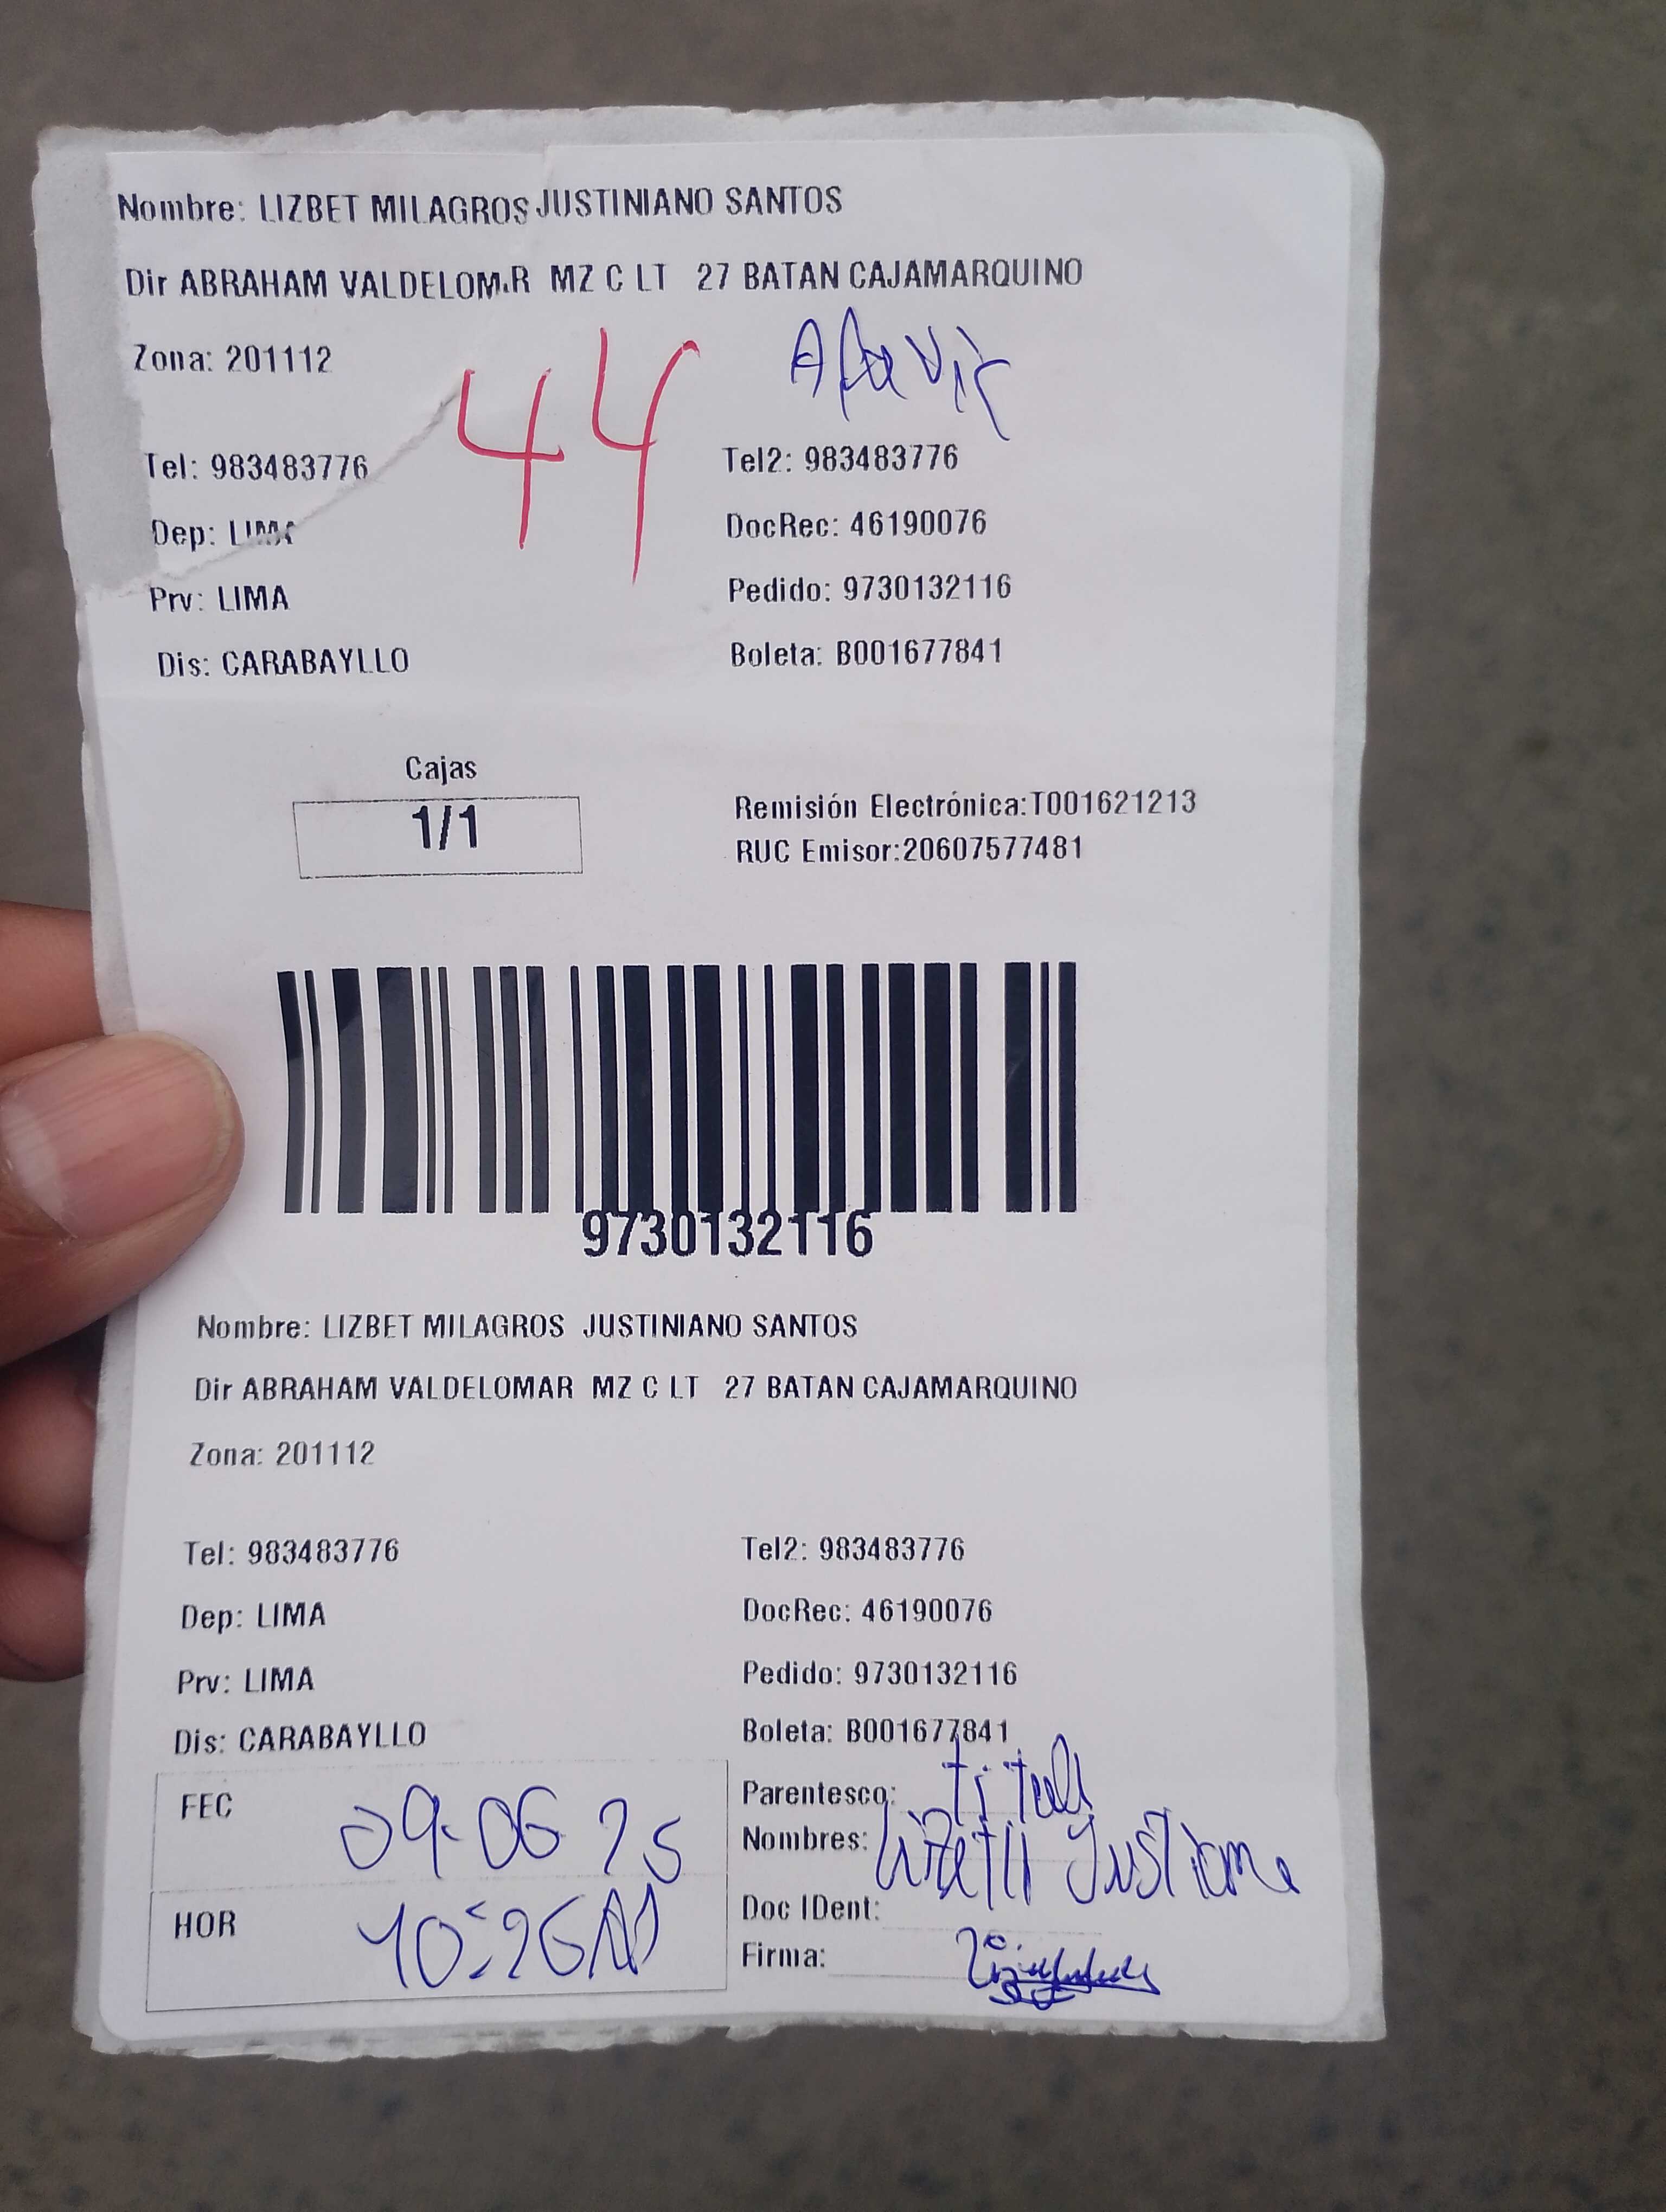 Nombre: LIZBET MILAGROS JUSTINIANO SANTOS
Dir ABRAHAM VALDELOM.R MZ C LT 27 BATAN CAJAMARQUINO
Zona: 201112
44
Tel: 983483776 Tel2: 983483776
Dep: LIMA DocRec: 46190076
Prv: LIMA Pedido: 9730132116
Dis: CARABAYLLO Boleta: B001677841
Cajas
1/1
Remisión Electrónica:T001621213
RUC Emisor:20607577481
9730132116
Nombre: LIZBET MILAGROS JUSTINIANO SANTOS
Dir ABRAHAM VALDELOMAR MZ C LT 27 BATAN CAJAMARQUINO
Zona: 201112
Tel: 983483776 Tel2: 983483776
Dep: LIMA DocRec: 46190076
Prv: LIMA Pedido: 9730132116
Dis: CARABAYLLO Boleta: B001677841
FEC 09-06 25
HOR 10:26
Parentesco:
Nombres:
Doc IDent:
Firma: